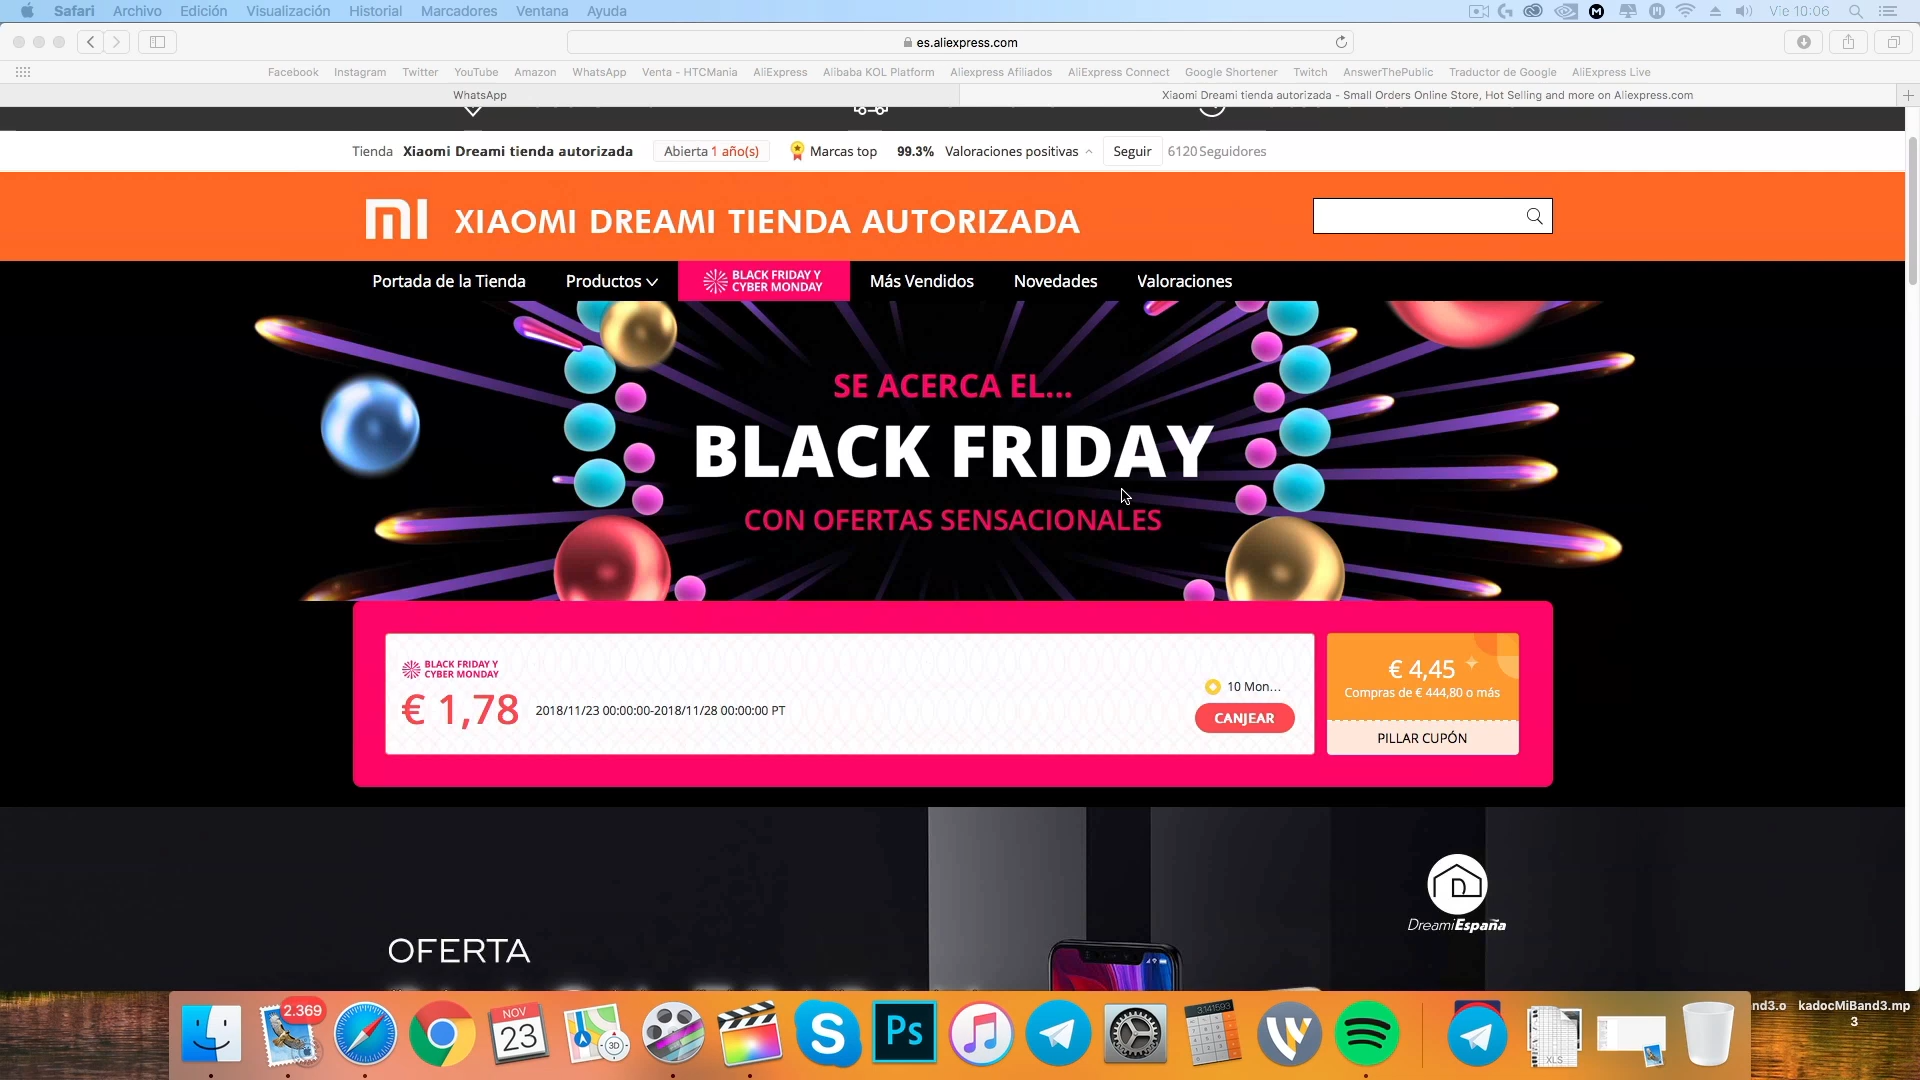 Safari Archivo Edición Visualización Historial Marcadores Ventana Ayuda
Vie 10:06
es.aliexpress.com
Facebook Instagram Twitter YouTube Amazon WhatsApp Venta - HTCMania AliExpress Alibaba KOL Platform Aliexpress Afiliados AliExpress Connect Google Shortener Twitch AnswerThePublic Traductor de Google AliExpress Live
WhatsApp
Xiaomi Dreami tienda autorizada - Small Orders Online Store, Hot Selling and more on Aliexpress.com
Tienda Xiaomi Dreami tienda autorizada Abierta 1 año(s) Marcas top 99.3% Valoraciones positivas Seguir 6120 Seguidores
XIAOMI DREAMI TIENDA AUTORIZADA
Portada de la Tienda Productos BLACK FRIDAY Y CYBER MONDAY Más Vendidos Novedades Valoraciones
SE ACERCA EL...
BLACK FRIDAY
CON OFERTAS SENSACIONALES
BLACK FRIDAY Y
CYBER MONDAY
€ 1,78
2018/11/23 00:00:00-2018/11/28 00:00:00 PT
10 Mon...
CANJEAR
€ 4,45
Compras de € 444,80 o más
PILLAR CUPÓN
DreamiEspaña
OFERTA
2.369
NOV
23
3D
3.141593
S
Ps
XLS
nd3.o
kadocMiBand3.mp
3